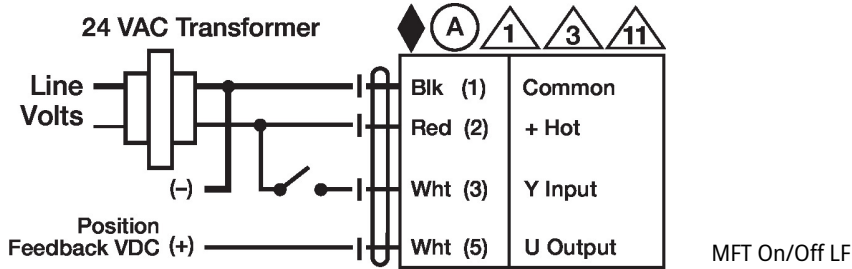 24 VAC Transformer
A 1 3 11
Line
Volts
Blk (1) Common
Red (2) + Hot
(–) Wht (3) Y Input
Position
Feedback VDC (+) Wht (5) U Output
MFT On/Off LF